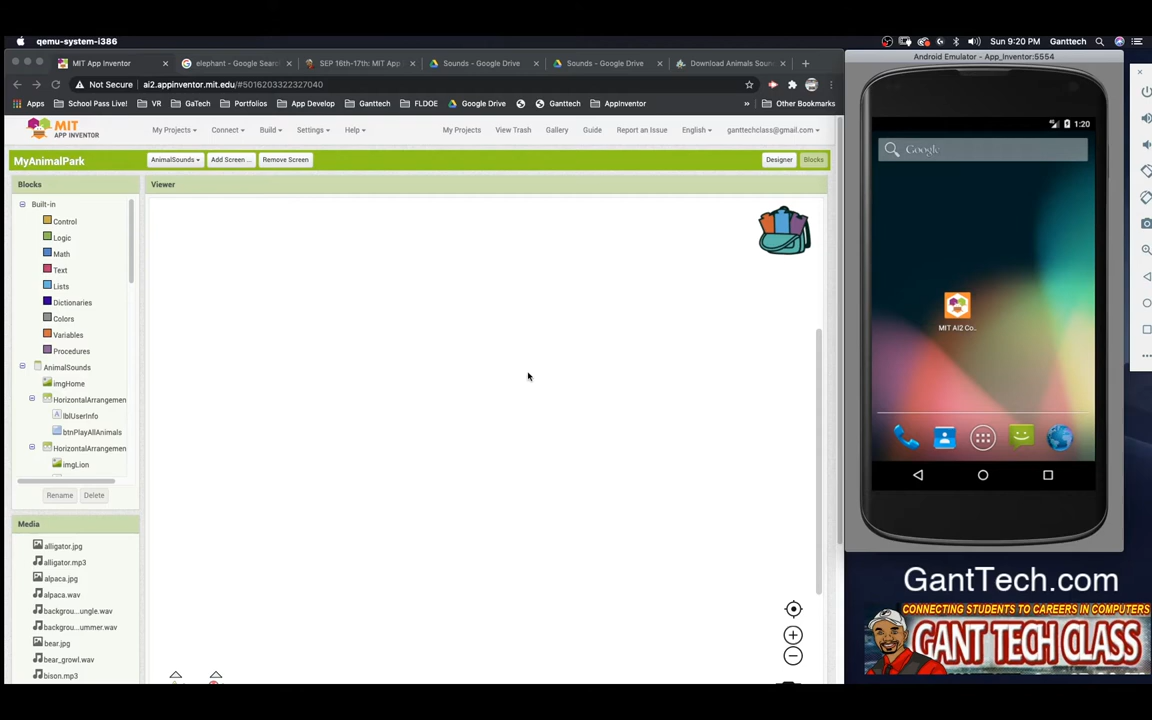 qemu-system-i386
Sun 9:20 PM Ganttech
MIT App Inventor
elephant - Google Sear
SEP 16th-17th: MIT App
Sounds - Google Drive
Sounds - Google Drive
Download Animals Soun
Not Secure
ai2.appinventor.mit.edu/#5016203322327040
Apps
School Pass Live!
VR
GaTech
Portfolios
App Develop
Ganttech
FLDOE
Google Drive
Ganttech
AppInventor
»
Other Bookmarks
MIT
APP INVENTOR
My Projects
Connect
Build
Settings
Help
My Projects
View Trash
Gallery
Guide
Report an Issue
English
ganttechclass@gmail.com
MyAnimalPark
AnimalSounds
Add Screen ...
Remove Screen
Designer
Blocks
Blocks
Viewer
Built-in
Control
Logic
Math
Text
Lists
Dictionaries
Colors
Variables
Procedures
AnimalSounds
imgHome
HorizontalArrangemen
lblUserInfo
btnPlayAllAnimals
HorizontalArrangemen
imgLion
Rename
Delete
Media
alligator.jpg
alligator.mp3
alpaca.jpg
alpaca.wav
backgrou...ungle.wav
backgrou...ummer.wav
bear.jpg
bear_growl.wav
bison.mp3
Android Emulator - App_Inventor:5554
1:20
Google
MIT AI2 Co..
GantTech.com
CONNECTING STUDENTS TO CAREERS IN COMPUTERS
GANT TECH CLASS